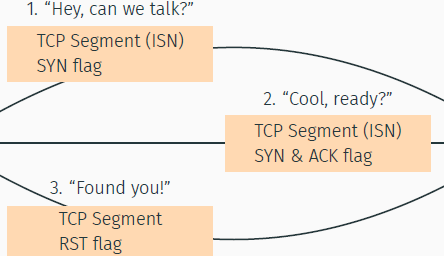 1. “Hey, can we talk?”
TCP Segment (ISN)
SYN flag
2. “Cool, ready?”
TCP Segment (ISN)
SYN & ACK flag
3. “Found you!”
TCP Segment
RST flag